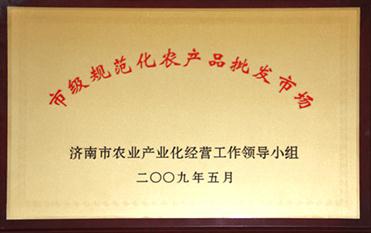 市级规范化农产品批发市场
济南市农业产业化经营工作领导小组
二〇〇九年五月